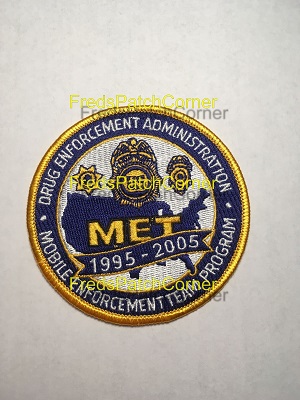 FredsPatchCorner
DRUG ENFORCEMENT ADMINISTRATION
FredsPatchCorner
MET
1995 - 2005
MOBILE ENFORCEMENT TEAM PROGRAM
FredsPatchCorner